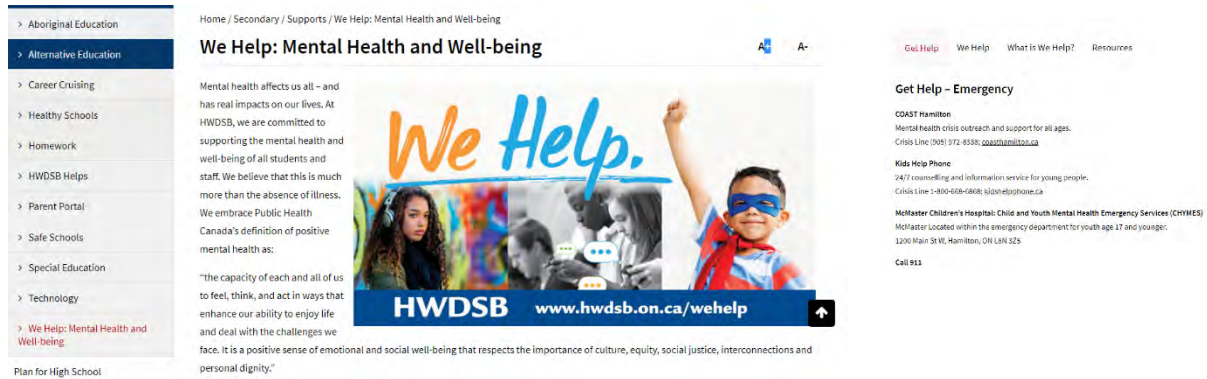 > Aboriginal Education
> Alternative Education
> Career Cruising
> Healthy Schools
> Homework
> HWDSB Helps
> Parent Portal
> Safe Schools
> Special Education
> Technology
> We Help: Mental Health and
Well-being
Plan for High School
Home / Secondary / Supports / We Help: Mental Health and Well-being
We Help: Mental Health and Well-being
A+ A-
Mental health affects us all – and
has real impacts on our lives. At
HWDSB, we are committed to
supporting the mental health and
well-being of all students and
staff. We believe that this is much
more than the absence of illness.
We embrace Public Health
Canada's definition of positive
mental health as:
"the capacity of each and all of us
to feel, think, and act in ways that
enhance our ability to enjoy life
and deal with the challenges we
face. It is a positive sense of emotional and social well-being that respects the importance of culture, equity, social justice, interconnections and
personal dignity."
We Help.
HWDSB www.hwdsb.on.ca/wehelp
Get Help We Help What is We Help? Resources
Get Help – Emergency
COAST Hamilton
Mental health crisis outreach and support for all ages.
Crisis Line (905) 972-8338; coasthamilton.ca
Kids Help Phone
24/7 counselling and information service for young people.
Crisis Line 1-800-668-6868; kidshelpphone.ca
McMaster Children's Hospital: Child and Youth Mental Health Emergency Services (CHYMES)
McMaster Located within the emergency department for youth age 17 and younger.
1200 Main St W, Hamilton, ON L8N 3Z5
Call 911